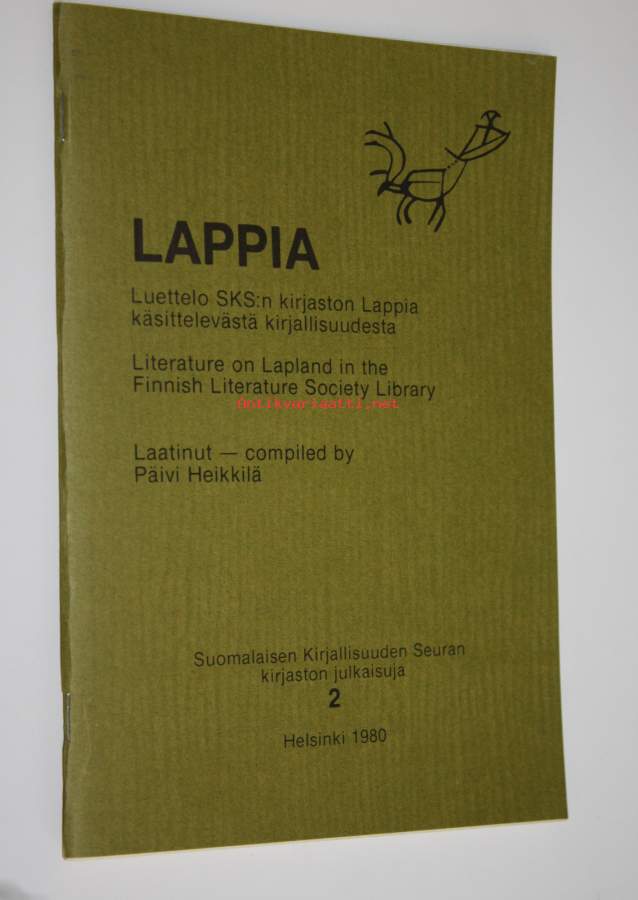 LAPPIA
Luettelo SKS:n kirjaston Lappia
käsittelevästä kirjallisuudesta
Literature on Lapland in the
Finnish Literature Society Library
Antikvariaatti.net
Laatinut — compiled by
Päivi Heikkilä
Suomalaisen Kirjallisuuden Seuran
kirjaston julkaisuja
2
Helsinki 1980